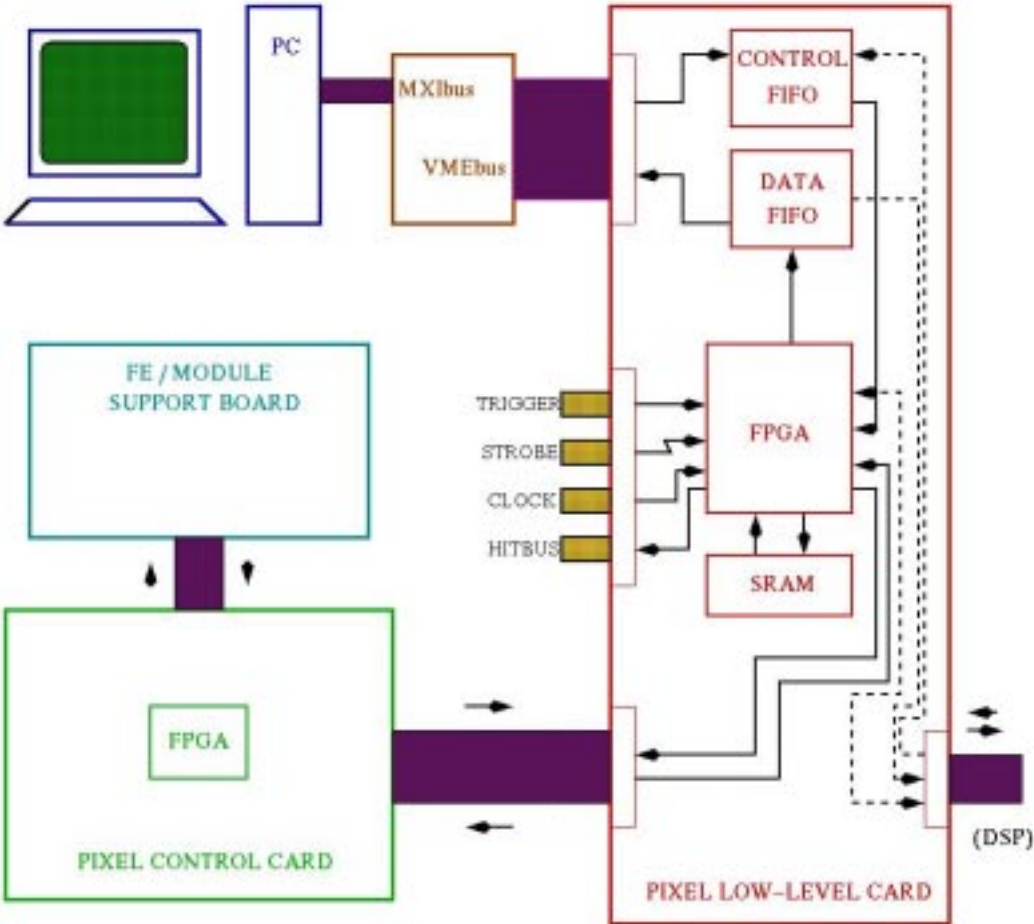 PC
MXIbus
VMEbus
CONTROL
FIFO
DATA
FIFO
FE / MODULE
SUPPORT BOARD
TRIGGER
STROBE
CLOCK
HITBUS
FPGA
SRAM
FPGA
PIXEL CONTROL CARD
(DSP)
PIXEL LOW–LEVEL CARD